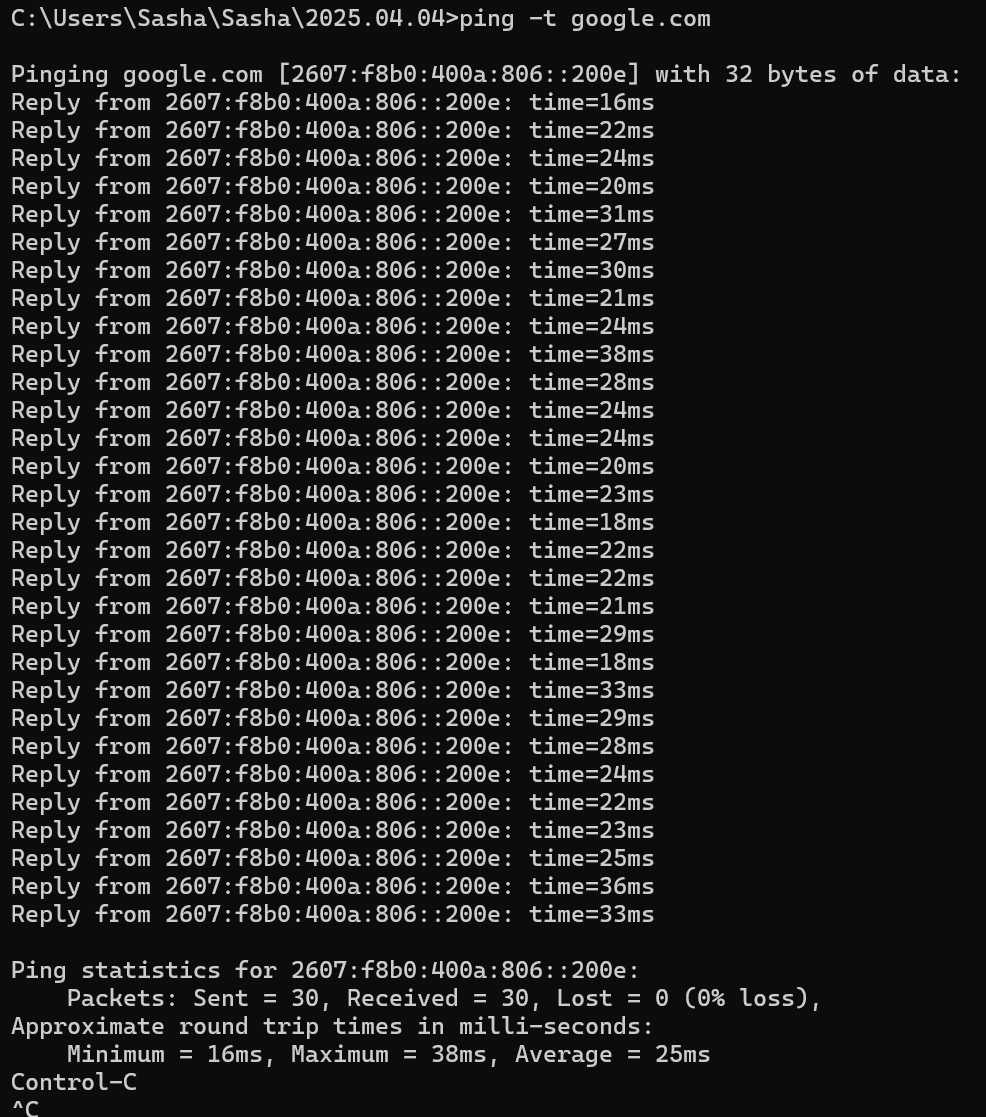 C:\Users\Sasha\Sasha\2025.04.04>ping -t google.com

Pinging google.com [2607:f8b0:400a:806::200e] with 32 bytes of data:
Reply from 2607:f8b0:400a:806::200e: time=16ms
Reply from 2607:f8b0:400a:806::200e: time=22ms
Reply from 2607:f8b0:400a:806::200e: time=24ms
Reply from 2607:f8b0:400a:806::200e: time=20ms
Reply from 2607:f8b0:400a:806::200e: time=31ms
Reply from 2607:f8b0:400a:806::200e: time=27ms
Reply from 2607:f8b0:400a:806::200e: time=30ms
Reply from 2607:f8b0:400a:806::200e: time=21ms
Reply from 2607:f8b0:400a:806::200e: time=24ms
Reply from 2607:f8b0:400a:806::200e: time=38ms
Reply from 2607:f8b0:400a:806::200e: time=28ms
Reply from 2607:f8b0:400a:806::200e: time=24ms
Reply from 2607:f8b0:400a:806::200e: time=24ms
Reply from 2607:f8b0:400a:806::200e: time=20ms
Reply from 2607:f8b0:400a:806::200e: time=23ms
Reply from 2607:f8b0:400a:806::200e: time=18ms
Reply from 2607:f8b0:400a:806::200e: time=22ms
Reply from 2607:f8b0:400a:806::200e: time=22ms
Reply from 2607:f8b0:400a:806::200e: time=21ms
Reply from 2607:f8b0:400a:806::200e: time=29ms
Reply from 2607:f8b0:400a:806::200e: time=18ms
Reply from 2607:f8b0:400a:806::200e: time=33ms
Reply from 2607:f8b0:400a:806::200e: time=29ms
Reply from 2607:f8b0:400a:806::200e: time=28ms
Reply from 2607:f8b0:400a:806::200e: time=24ms
Reply from 2607:f8b0:400a:806::200e: time=22ms
Reply from 2607:f8b0:400a:806::200e: time=23ms
Reply from 2607:f8b0:400a:806::200e: time=25ms
Reply from 2607:f8b0:400a:806::200e: time=36ms
Reply from 2607:f8b0:400a:806::200e: time=33ms

Ping statistics for 2607:f8b0:400a:806::200e:
    Packets: Sent = 30, Received = 30, Lost = 0 (0% loss),
Approximate round trip times in milli-seconds:
    Minimum = 16ms, Maximum = 38ms, Average = 25ms
Control-C
^C